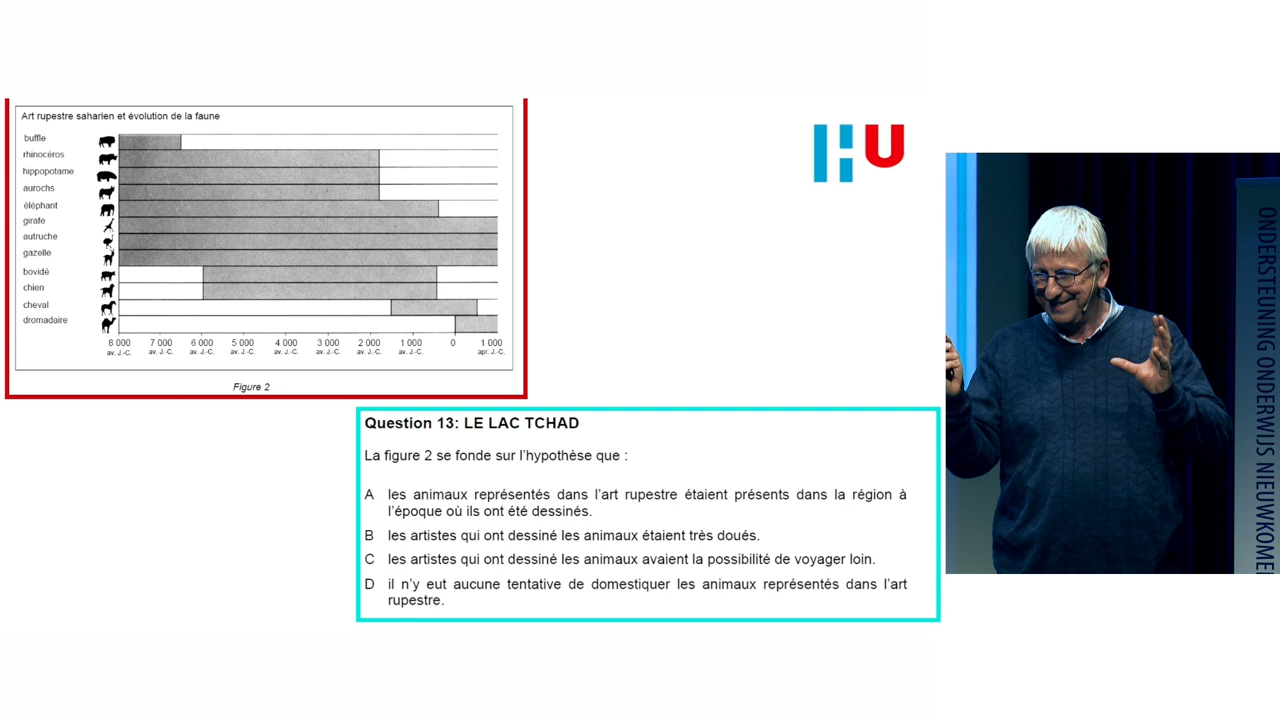 Art rupestre saharien et évolution de la faune
buffle
rhinocéros
hippopotame
aurochs
éléphant
girafe
autruche
gazelle
bovidé
chien
cheval
dromadaire
8 000 7 000 6 000 5 000 4 000 3 000 2 000 1 000 0 1 000
av. J.-C. av. J.-C. av. J.-C. av. J.-C. av. J.-C. av. J.-C. av. J.-C. av. J.-C. apr. J.-C.
Figure 2
HU
Question 13: LE LAC TCHAD
La figure 2 se fonde sur l'hypothèse que :
A les animaux représentés dans l'art rupestre étaient présents dans la région à
l'époque où ils ont été dessinés.
B les artistes qui ont dessiné les animaux étaient très doués.
C les artistes qui ont dessiné les animaux avaient la possibilité de voyager loin.
D il n'y eut aucune tentative de domestiquer les animaux représentés dans l'art
rupestre.
ONDERSTEUNING ONDERWIJS NIEUWKOME